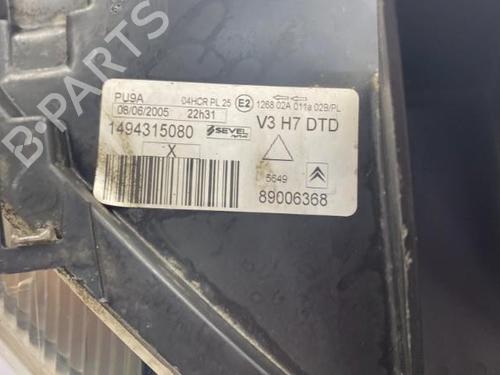 PU9A 04HCR PL 25 E2 1268 02A 011a 02B/PL
08/06/2005 22h31
1494315080 SEVEL V3 H7 DTD
X
5649
89006368
B-PARTS